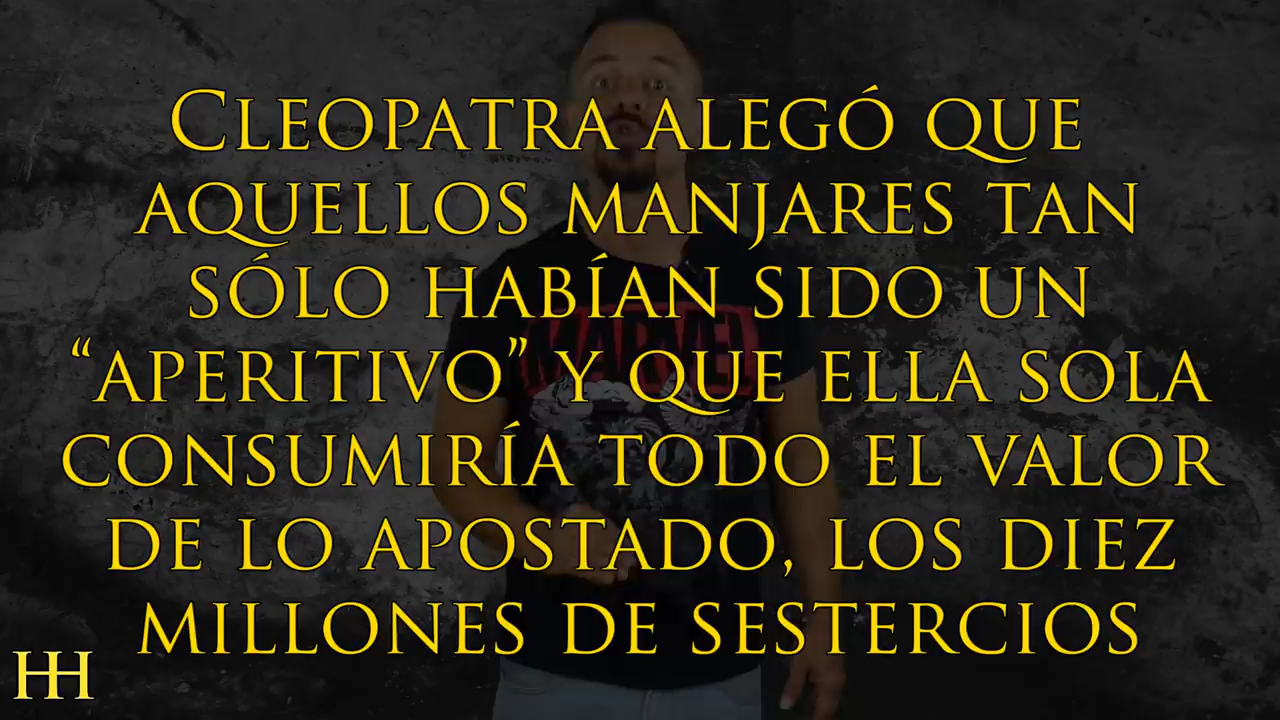 Cleopatra alegó que
aquellos manjares tan
sólo habían sido un
“aperitivo” y que ella sola
consumiría todo el valor
de lo apostado, los diez
millones de sestercios
MARVEL
HH